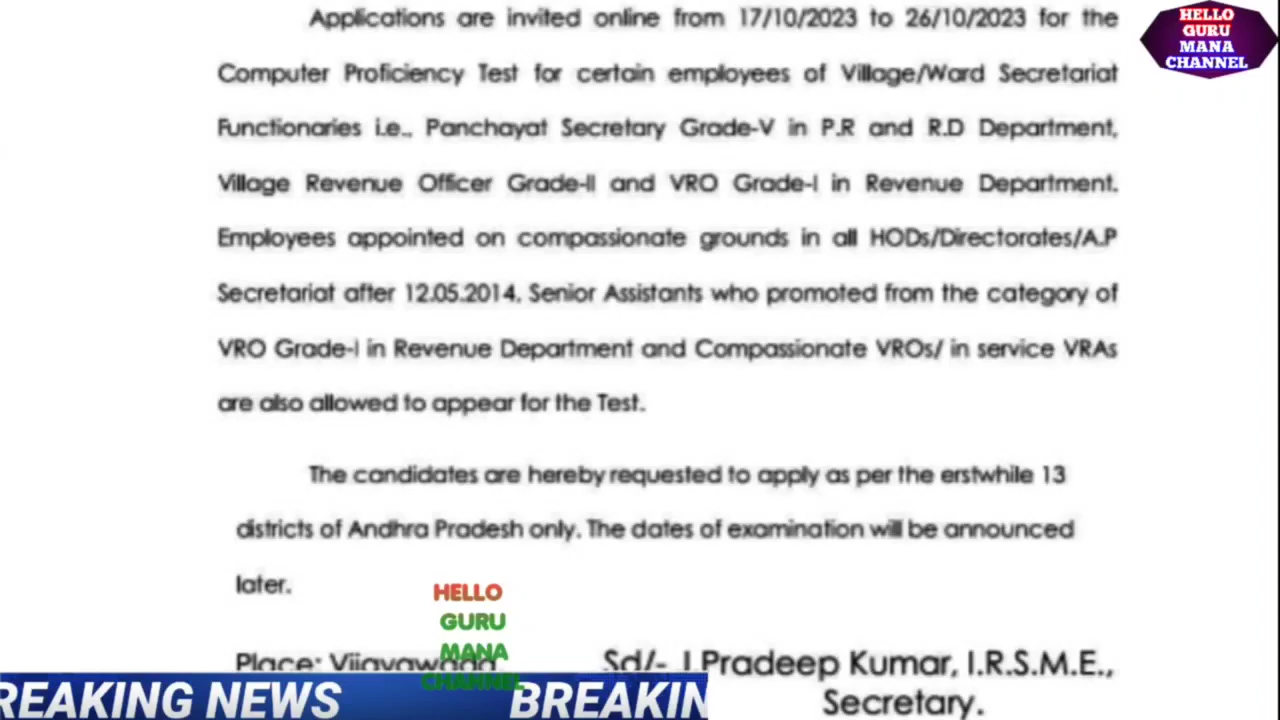 Applications are invited online from 17/10/2023 to 26/10/2023 for the
Computer Proficiency Test for certain employees of Village/Ward Secretariat
Functionaries i.e., Panchayat Secretary Grade-V in P.R and R.D Department,
Village Revenue Officer Grade-II and VRO Grade-I in Revenue Department.
Employees appointed on compassionate grounds in all HODs/Directorates/A.P
Secretariat after 12.05.2014, Senior Assistants who promoted from the category of
VRO Grade-I in Revenue Department and Compassionate VROs/ in service VRAs
are also allowed to appear for the Test.
The candidates are hereby requested to apply as per the erstwhile 13
districts of Andhra Pradesh only. The dates of examination will be announced
later.
Place: Vijayawada
Sd/- J.Pradeep Kumar, I.R.S.M.E.,
Secretary.
HELLO
GURU
MANA
CHANNEL
HELLO
GURU
MANA
CHANNEL
REAKING NEWS BREAKIN